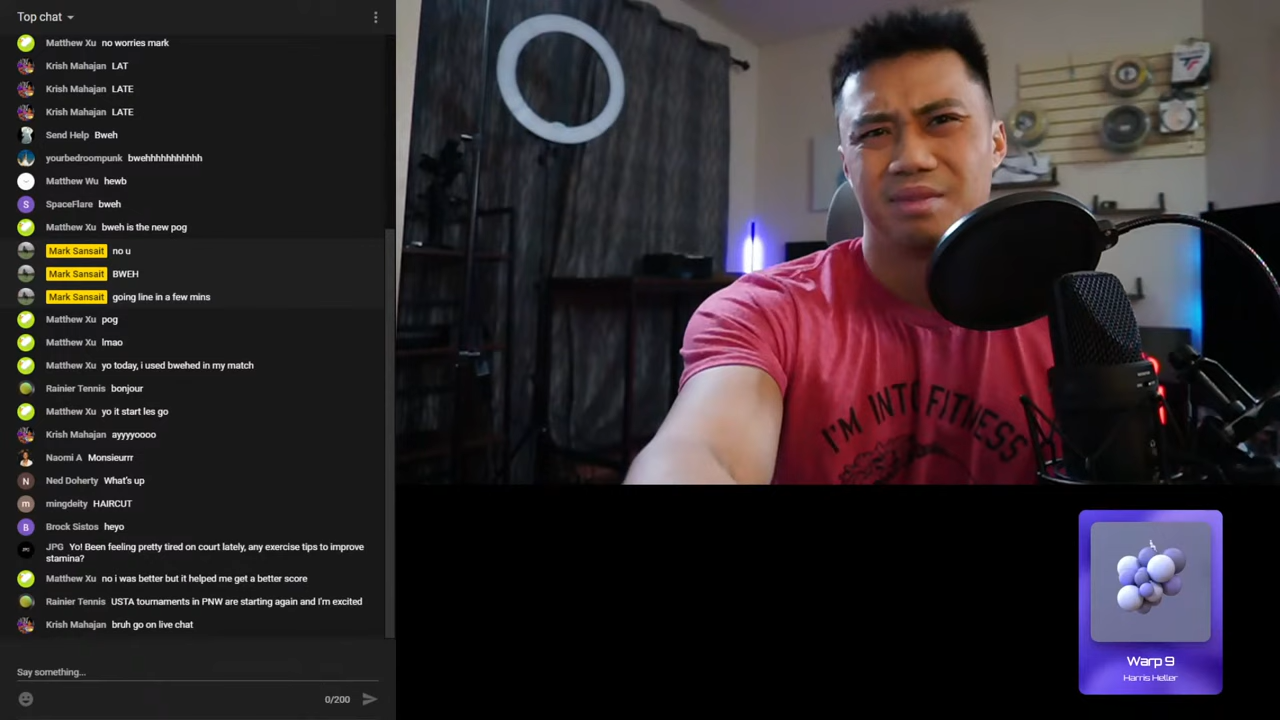 Top chat
Matthew Xu no worries mark
Krish Mahajan LAT
Krish Mahajan LATE
Krish Mahajan LATE
Send Help Bweh
yourbedroompunk bwehhhhhhhhhh
Matthew Wu hewb
S SpaceFlare bweh
Matthew Xu bweh is the new pog
Mark Sansait no u
Mark Sansait BWEH
Mark Sansait going line in a few mins
Matthew Xu pog
Matthew Xu lmao
Matthew Xu yo today, i used bwehed in my match
Rainier Tennis bonjour
Matthew Xu yo it start les go
Krish Mahajan ayyyyoooo
Naomi A Monsieurrr
N Ned Doherty What's up
m mingdeity HAIRCUT
B Brock Sistos heyo
JPG Yo! Been feeling pretty tired on court lately, any exercise tips to improve
stamina?
Matthew Xu no i was better but it helped me get a better score
Rainier Tennis USTA tournaments in PNW are starting again and I'm excited
Krish Mahajan bruh go on live chat
Say something...
0/200
I'M INTO FITNESS
Warp 9
Harris Heller